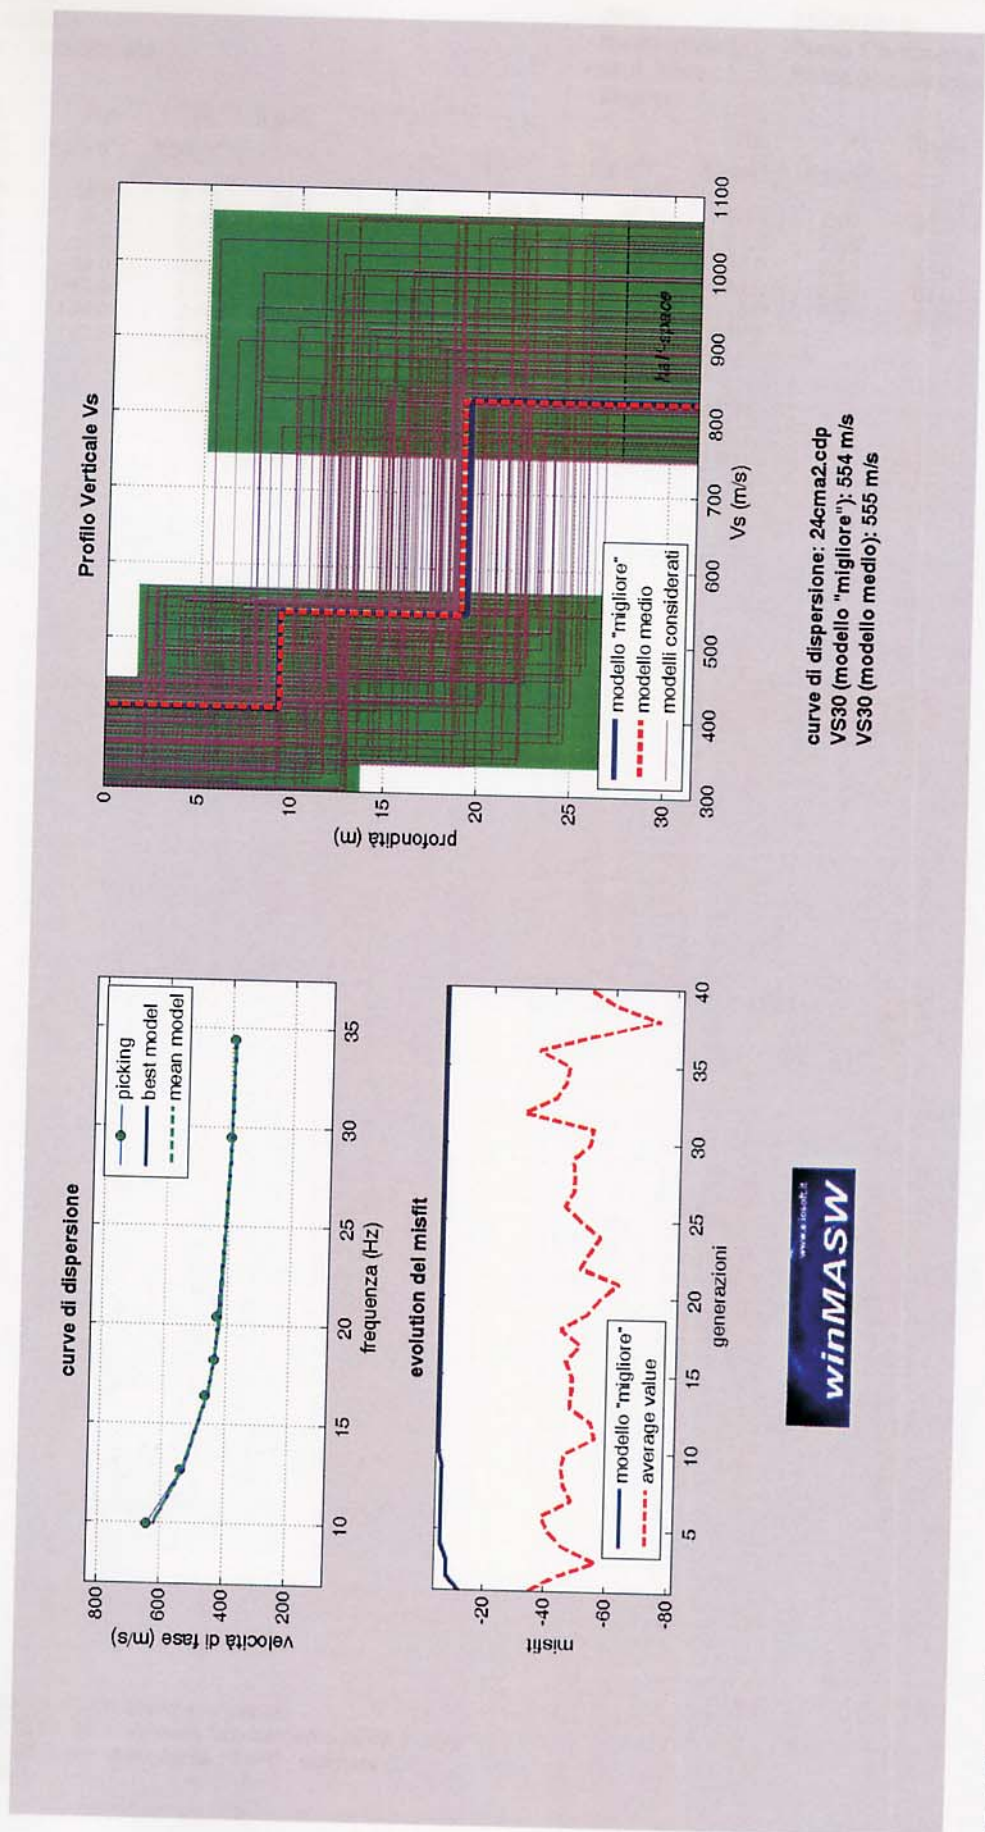 curve di dispersione
800
600
400
200
velocità di fase (m/s)
10
15
20
25
30
35
frequenza (Hz)
picking
best model
mean model
evolution del misfit
-20
-40
-60
-80
misfit
5
10
15
20
25
30
35
40
generazioni
modello "migliore"
average value
winMASW
Profilo Verticale Vs
0
5
10
15
20
25
30
profondità (m)
300
400
500
600
700
800
900
1000
1100
Vs (m/s)
half-space
modello "migliore"
modello medio
modelli considerati
curve di dispersione: 24cma2.cdp
VS30 (modello "migliore"): 554 m/s
VS30 (modello medio): 555 m/s